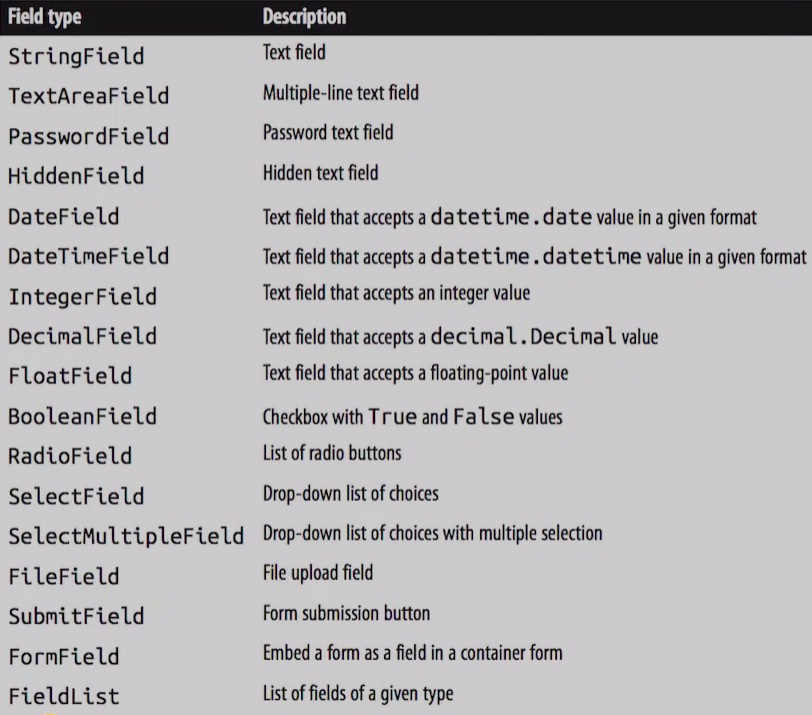 Field type Description
StringField Text field
TextAreaField Multiple-line text field
PasswordField Password text field
HiddenField Hidden text field
DateField Text field that accepts a datetime.date value in a given format
DateTimeField Text field that accepts a datetime.datetime value in a given format
IntegerField Text field that accepts an integer value
DecimalField Text field that accepts a decimal.Decimal value
FloatField Text field that accepts a floating-point value
BooleanField Checkbox with True and False values
RadioField List of radio buttons
SelectField Drop-down list of choices
SelectMultipleField Drop-down list of choices with multiple selection
FileField File upload field
SubmitField Form submission button
FormField Embed a form as a field in a container form
FieldList List of fields of a given type